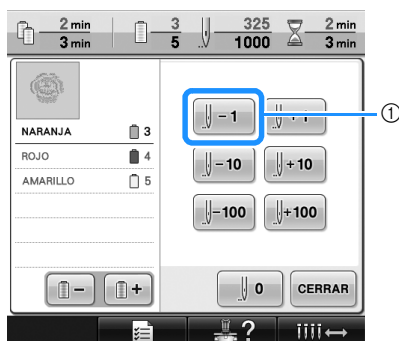 2 min 3 325 2 min
3 min 5 1000 3 min
NARANJA 3
ROJO 4
AMARILLO 5
-1
-10 +10
-100 +100
- +
0 CERRAR
?
①